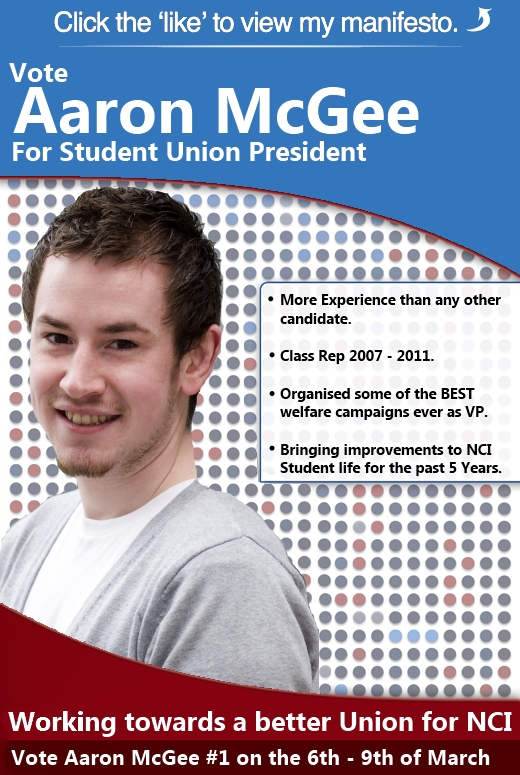 Click the ‘like’ to view my manifesto.
Vote
Aaron McGee
For Student Union President
• More Experience than any other
candidate.
• Class Rep 2007 - 2011.
• Organised some of the BEST
welfare campaigns ever as VP.
• Bringing improvements to NCI
Student life for the past 5 Years.
Working towards a better Union for NCI
Vote Aaron McGee #1 on the 6th - 9th of March